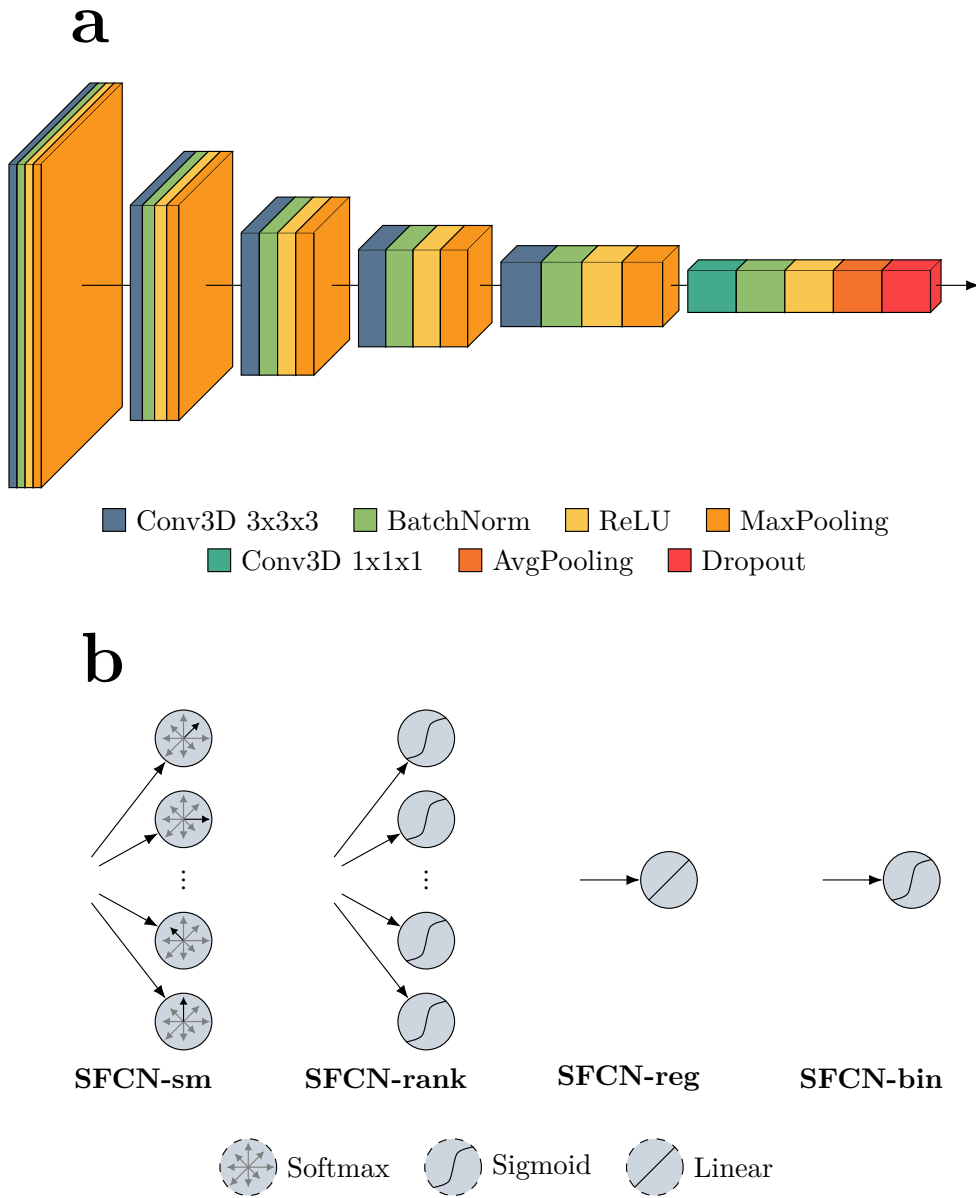 a
Conv3D 3x3x3 BatchNorm ReLU MaxPooling
Conv3D 1x1x1 AvgPooling Dropout
b
SFCN-sm SFCN-rank SFCN-reg SFCN-bin
Softmax Sigmoid Linear